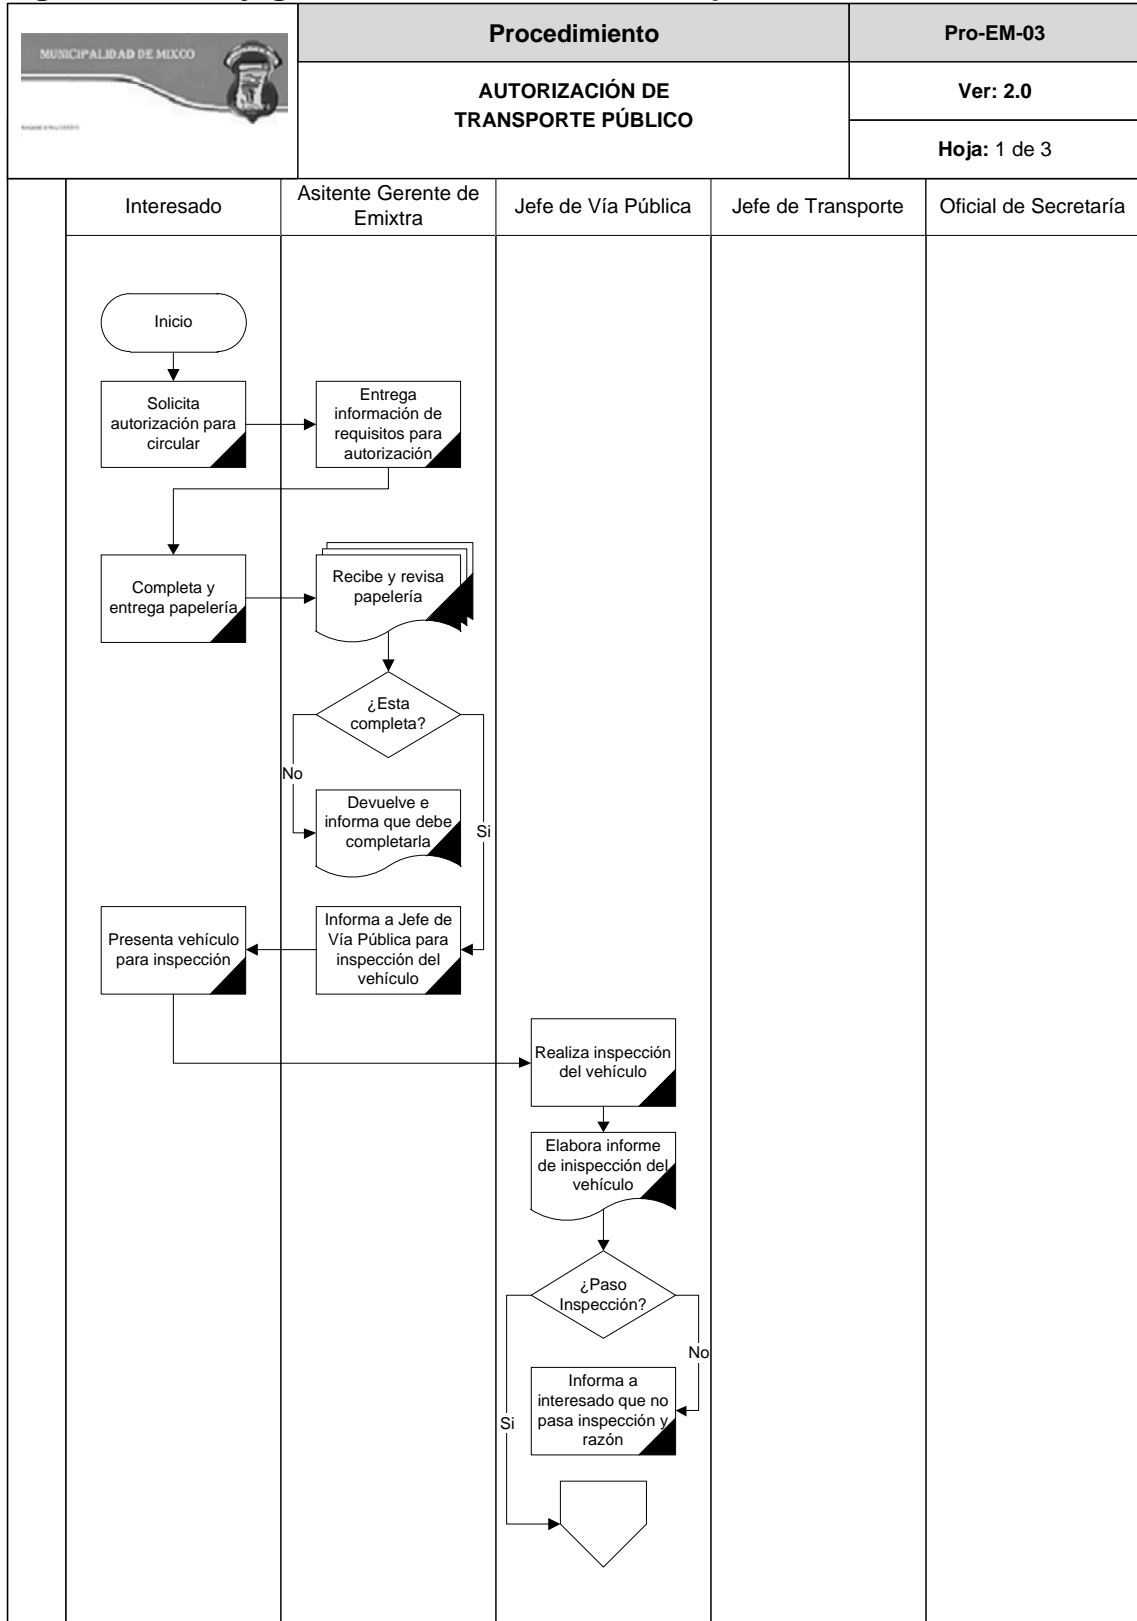 MUNICIPALIDAD DE MIXCO
Procedimiento
Pro-EM-03
AUTORIZACIÓN DE
TRANSPORTE PÚBLICO
Ver: 2.0
Hoja: 1 de 3
Interesado
Asitente Gerente de
Emixtra
Jefe de Vía Pública
Jefe de Transporte
Oficial de Secretaría
Inicio
Solicita
autorización para
circular
Entrega
información de
requisitos para
autorización
Completa y
entrega papelería
Recibe y revisa
papelería
¿Esta
completa?
No
Si
Devuelve e
informa que debe
completarla
Informa a Jefe de
Vía Pública para
inspección del
vehículo
Presenta vehículo
para inspección
Realiza inspección
del vehículo
Elabora informe
de inispección del
vehículo
¿Paso
Inspección?
No
Si
Informa a
interesado que no
pasa inspección y
razón